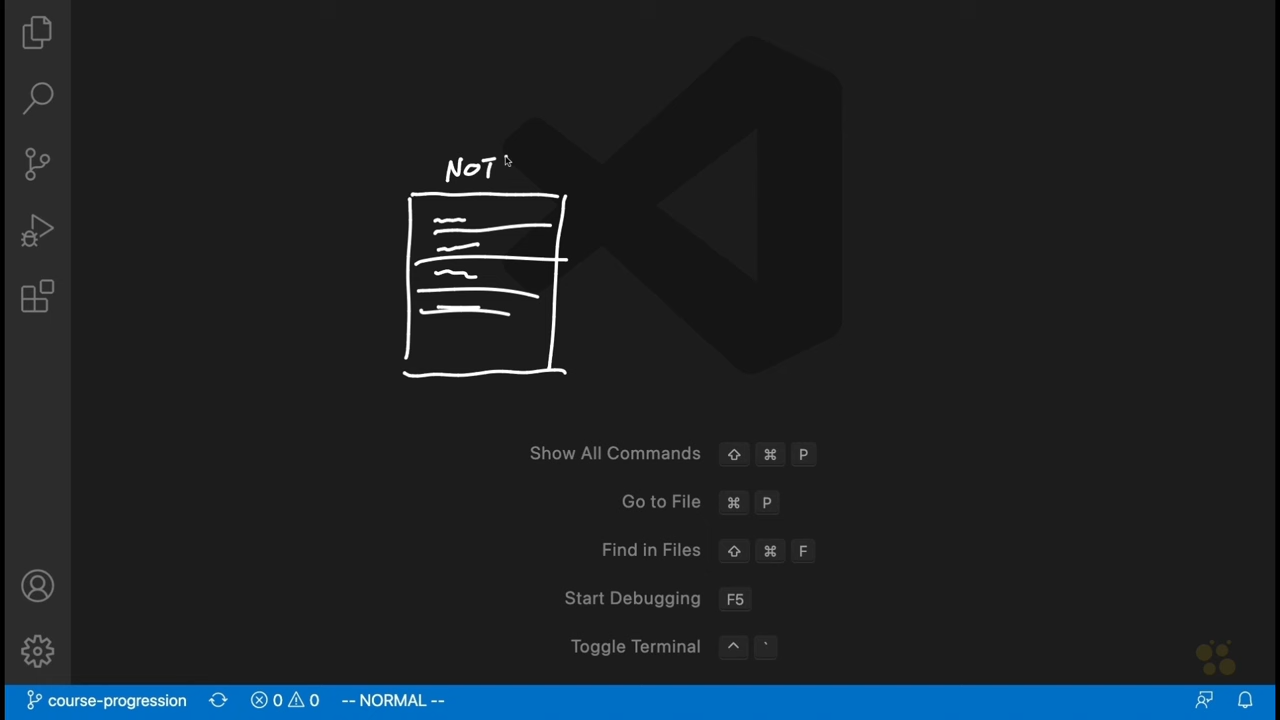 NOT
Show All Commands ⇧ ⌘ P
Go to File ⌘ P
Find in Files ⇧ ⌘ F
Start Debugging F5
Toggle Terminal ^ `
course-progression 0 0 -- NORMAL --